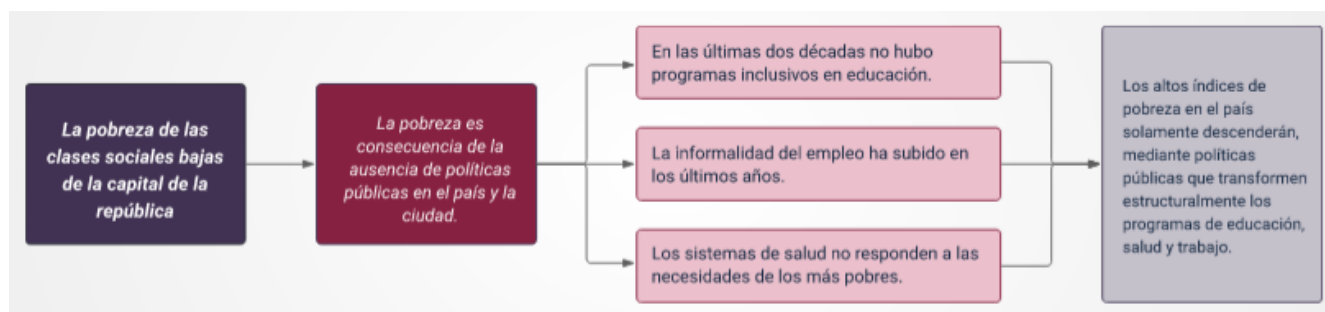 La pobreza de las
clases sociales bajas
de la capital de la
república
La pobreza es
consecuencia de la
ausencia de políticas
públicas en el país y la
ciudad.
En las últimas dos décadas no hubo
programas inclusivos en educación.
La informalidad del empleo ha subido en
los últimos años.
Los sistemas de salud no responden a las
necesidades de los más pobres.
Los altos índices de
pobreza en el país
solamente descenderán,
mediante políticas
públicas que transformen
estructuralmente los
programas de educación,
salud y trabajo.